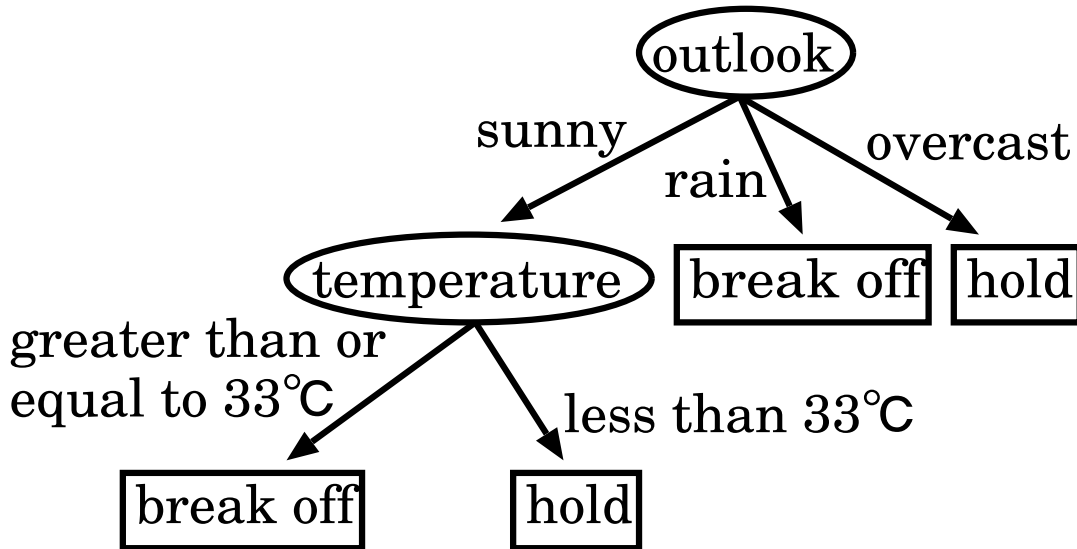 outlook
sunny
rain
overcast
temperature
break off
hold
greater than or
equal to 33℃
less than 33℃
break off
hold